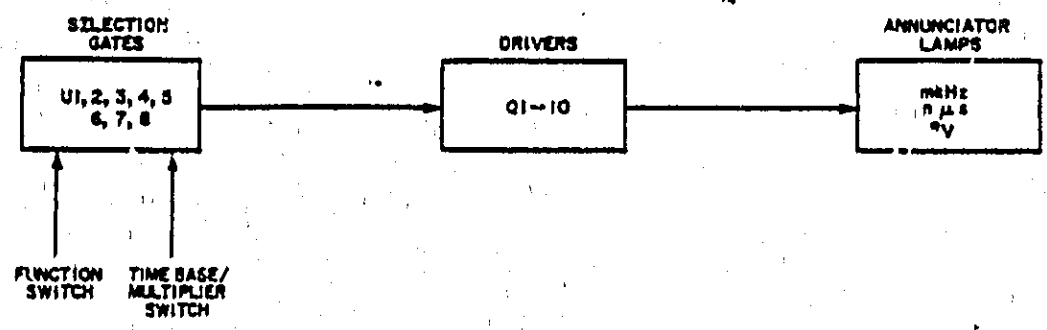 SELECTION
GATES
U1, 2, 3, 4, 5
6, 7, 8
DRIVERS
Q1→10
ANNUNCIATOR
LAMPS
mkHz
n μ s
°V
FUNCTION
SWITCH
TIME BASE/
MULTIPLIER
SWITCH